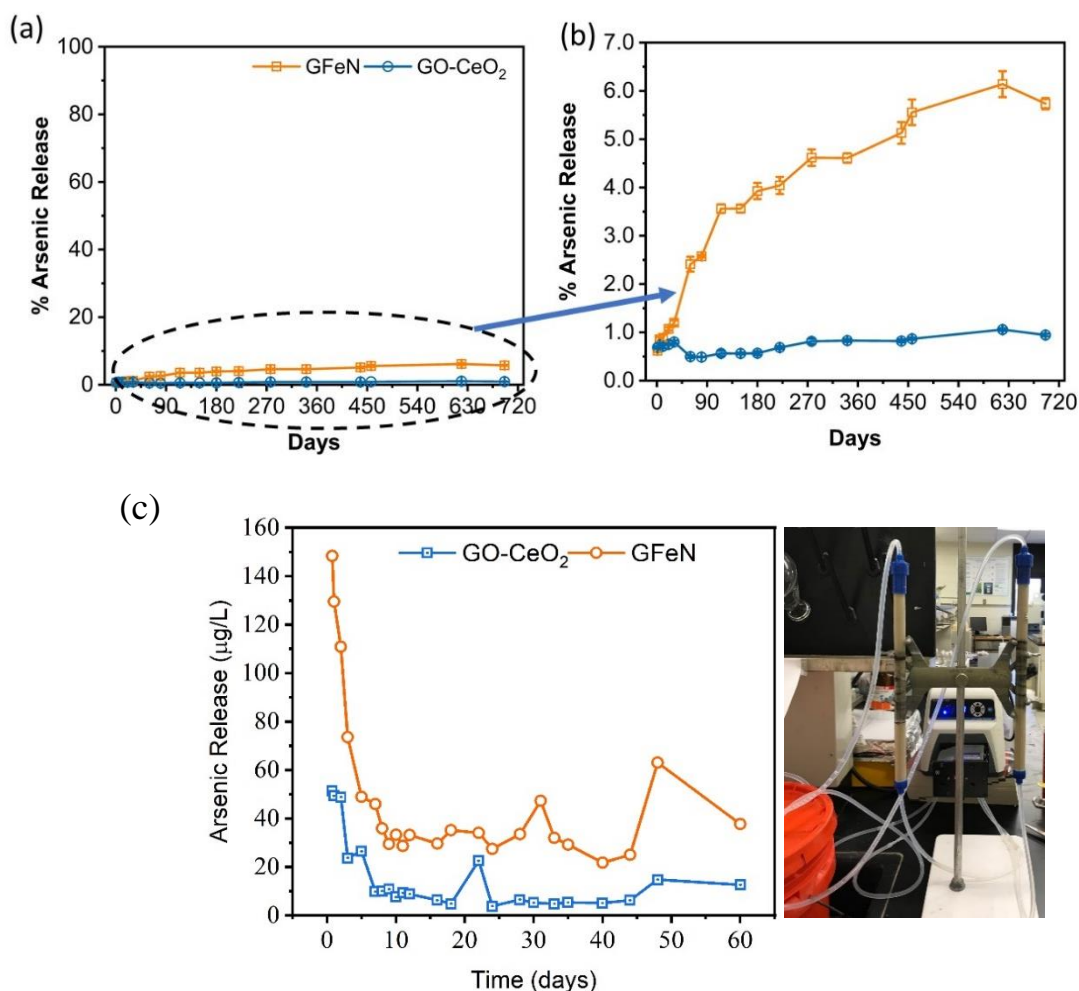 (a)
100
80
60
40
20
0
% Arsenic Release
GFeN GO-CeO₂
0 90 180 270 360 450 540 630 720
Days
(b)
7.0
6.0
5.0
4.0
3.0
2.0
1.0
0.0
% Arsenic Release
0 90 180 270 360 450 540 630 720
Days
(c)
160
140
120
100
80
60
40
20
0
Arsenic Release (µg/L)
GO-CeO₂ GFeN
0 10 20 30 40 50 60
Time (days)